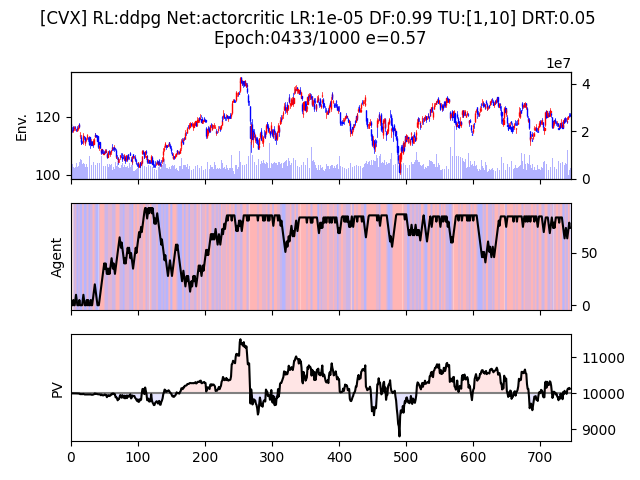 [CVX] RL:ddpg Net:actorcritic LR:1e-05 DF:0.99 TU:[1,10] DRT:0.05
Epoch:0433/1000 e=0.57
1e7
Env.
120
100
4
2
0
Agent
50
0
PV
11000
10000
9000
0 100 200 300 400 500 600 700